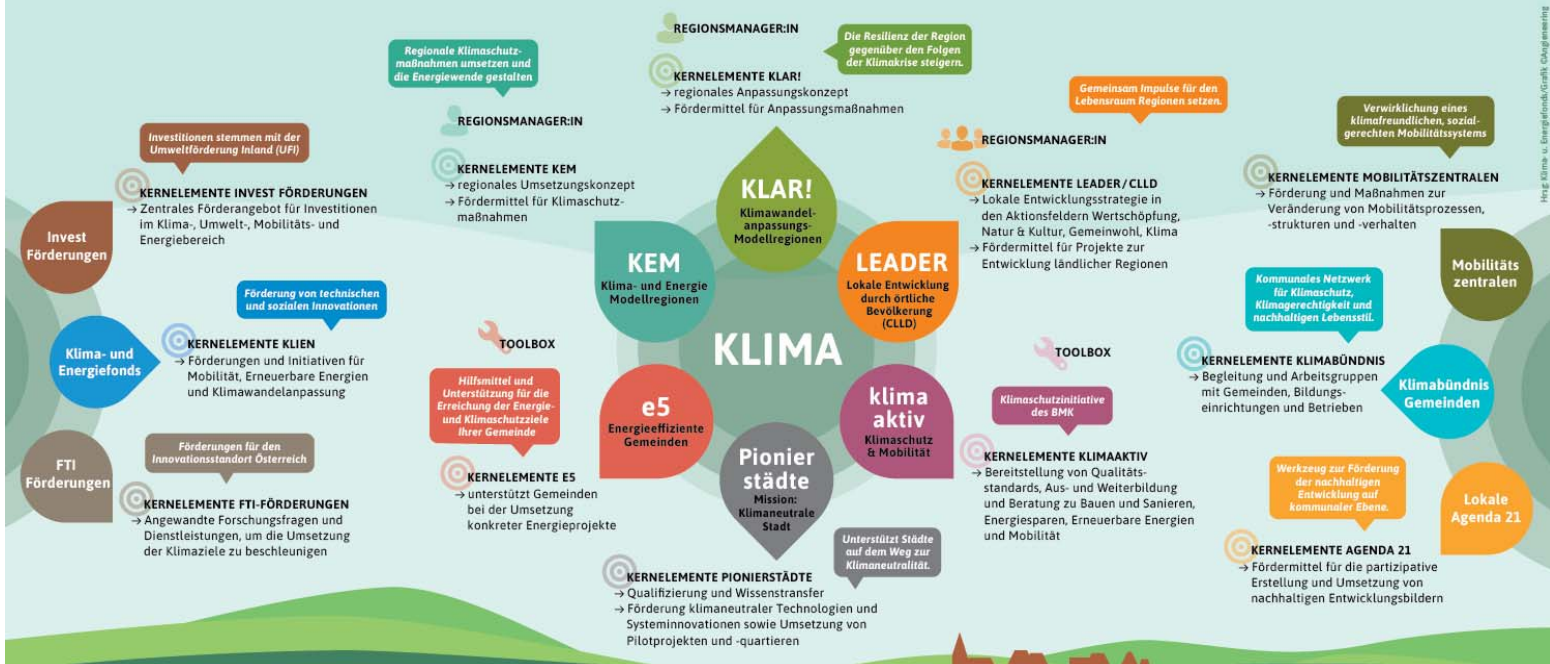 REGIONSMANAGER:IN
Die Resilienz der Region
gegenüber den Folgen
der Klimakrise steigern.
KERNELEMENTE KLAR!
→ regionales Anpassungskonzept
→ Fördermittel für Anpassungsmaßnahmen
KLAR!
Klimawandel-
anpassungs-
Modellregionen
Regionale Klimaschutz-
maßnahmen umsetzen und
die Energiewende gestalten
REGIONSMANAGER:IN
KERNELEMENTE KEM
→ regionales Umsetzungskonzept
→ Fördermittel für Klimaschutz-
maßnahmen
KEM
Klima- und Energie
Modellregionen
Gemeinsam Impulse für den
Lebensraum Regionen setzen.
REGIONSMANAGER:IN
KERNELEMENTE LEADER/CLLD
→ Lokale Entwicklungsstrategie in
den Aktionsfeldern Wertschöpfung,
Natur & Kultur, Gemeinwohl, Klima
→ Fördermittel für Projekte zur
Entwicklung ländlicher Regionen
LEADER
Lokale Entwicklung
durch örtliche
Bevölkerung
(CLLD)
KLIMA
Investitionen stemmen mit der
Umweltförderung Inland (UFI)
KERNELEMENTE INVEST FÖRDERUNGEN
→ Zentrales Förderangebot für Investitionen
im Klima-, Umwelt-, Mobilitäts- und
Energiebereich
Invest
Förderungen
Förderung von technischen
und sozialen Innovationen
Klima- und
Energiefonds
KERNELEMENTE KLIEN
→ Förderungen und Initiativen für
Mobilität, Erneuerbare Energien
und Klimawandelanpassung
Förderungen für den
Innovationsstandort Österreich
FTI
Förderungen
KERNELEMENTE FTI-FÖRDERUNGEN
→ Angewandte Forschungsfragen und
Dienstleistungen, um die Umsetzung
der Klimaziele zu beschleunigen
TOOLBOX
Hilfsmittel und
Unterstützung für die
Erreichung der Energie-
und Klimaschutzziele
Ihrer Gemeinde
KERNELEMENTE E5
→ unterstützt Gemeinden
bei der Umsetzung
konkreter Energieprojekte
e5
Energieeffiziente
Gemeinden
Pionier
städte
Mission:
Klimaneutrale
Stadt
Unterstützt Städte
auf dem Weg zur
Klimaneutralität.
KERNELEMENTE PIONIERSTÄDTE
→ Qualifizierung und Wissenstransfer
→ Förderung klimaneutraler Technologien und
Systeminnovationen sowie Umsetzung von
Pilotprojekten und -quartieren
klima
aktiv
Klimaschutz
& Mobilität
TOOLBOX
Klimaschutzinitiative
des BMK
KERNELEMENTE KLIMAAKTIV
→ Bereitstellung von Qualitäts-
standards, Aus- und Weiterbildung
und Beratung zu Bauen und Sanieren,
Energiesparen, Erneuerbare Energien
und Mobilität
Verwirklichung eines
klimafreundlichen, sozial-
gerechten Mobilitätssystems
KERNELEMENTE MOBILITÄTSZENTRALEN
→ Förderung und Maßnahmen zur
Veränderung von Mobilitätsprozessen,
-strukturen und -verhalten
Mobilitäts
zentralen
Kommunales Netzwerk
für Klimaschutz,
Klimagerechtigkeit und
nachhaltigen Lebensstil.
KERNELEMENTE KLIMABÜNDNIS
→ Begleitung und Arbeitsgruppen
mit Gemeinden, Bildungs-
einrichtungen und Betrieben
Klimabündnis
Gemeinden
Werkzeug zur Förderung
der nachhaltigen
Entwicklung auf
kommunaler Ebene.
KERNELEMENTE AGENDA 21
→ Fördermittel für die partizipative
Erstellung und Umsetzung von
nachhaltigen Entwicklungsbildern
Lokale
Agenda 21
Hrsg: Klima- u. Energiefonds/Grafik ©Angieneering